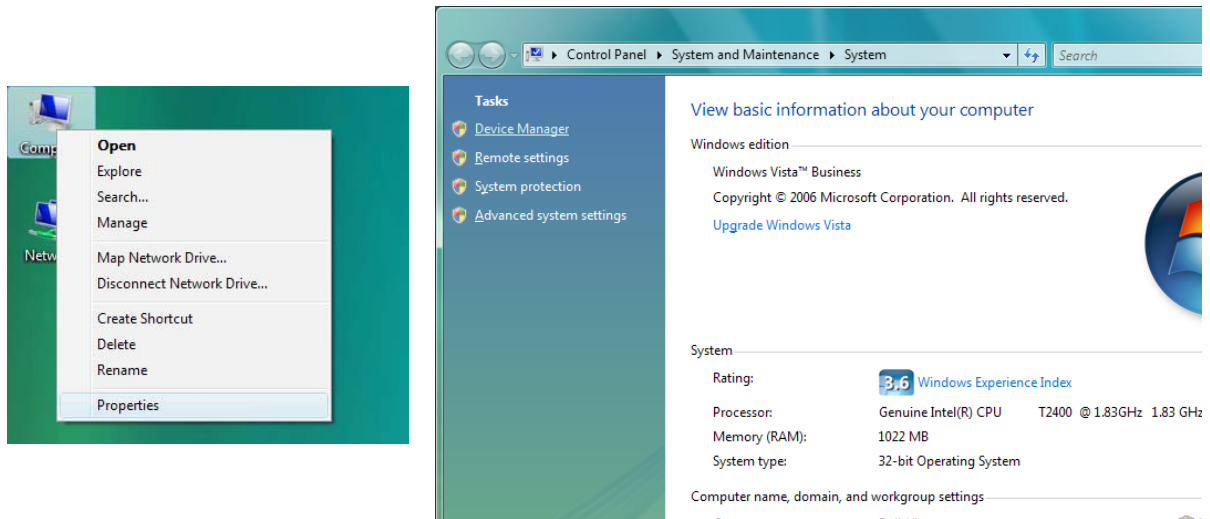 Open
Explore
Search...
Manage
Map Network Drive...
Disconnect Network Drive...
Create Shortcut
Delete
Rename
Properties
Control Panel System and Maintenance System
Search
Tasks
Device Manager
Remote settings
System protection
Advanced system settings
View basic information about your computer
Windows edition
Windows Vista™ Business
Copyright © 2006 Microsoft Corporation. All rights reserved.
Upgrade Windows Vista
System
Rating: 3.6 Windows Experience Index
Processor: Genuine Intel(R) CPU T2400 @ 1.83GHz 1.83 GHz
Memory (RAM): 1022 MB
System type: 32-bit Operating System
Computer name, domain, and workgroup settings